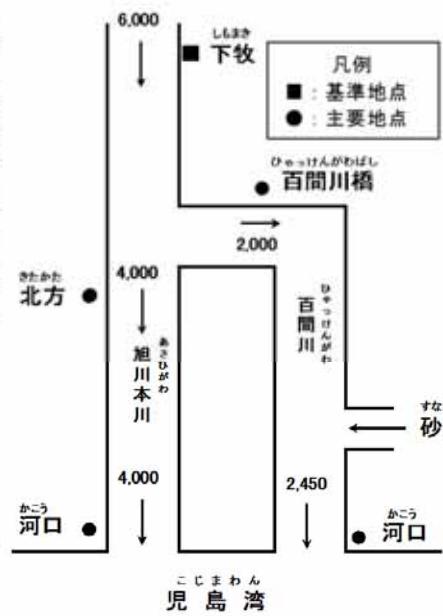 6,000
しもまき
下牧
凡例
■：基準地点
●：主要地点
ひゃっけんがわばし
百間川橋
2,000
きたかた
北方
4,000
あさひがわ
旭川本川
ひゃっけんがわ
百間川
すな
砂
4,000
2,450
かこう
河口
かこう
河口
こじまわん
児島湾